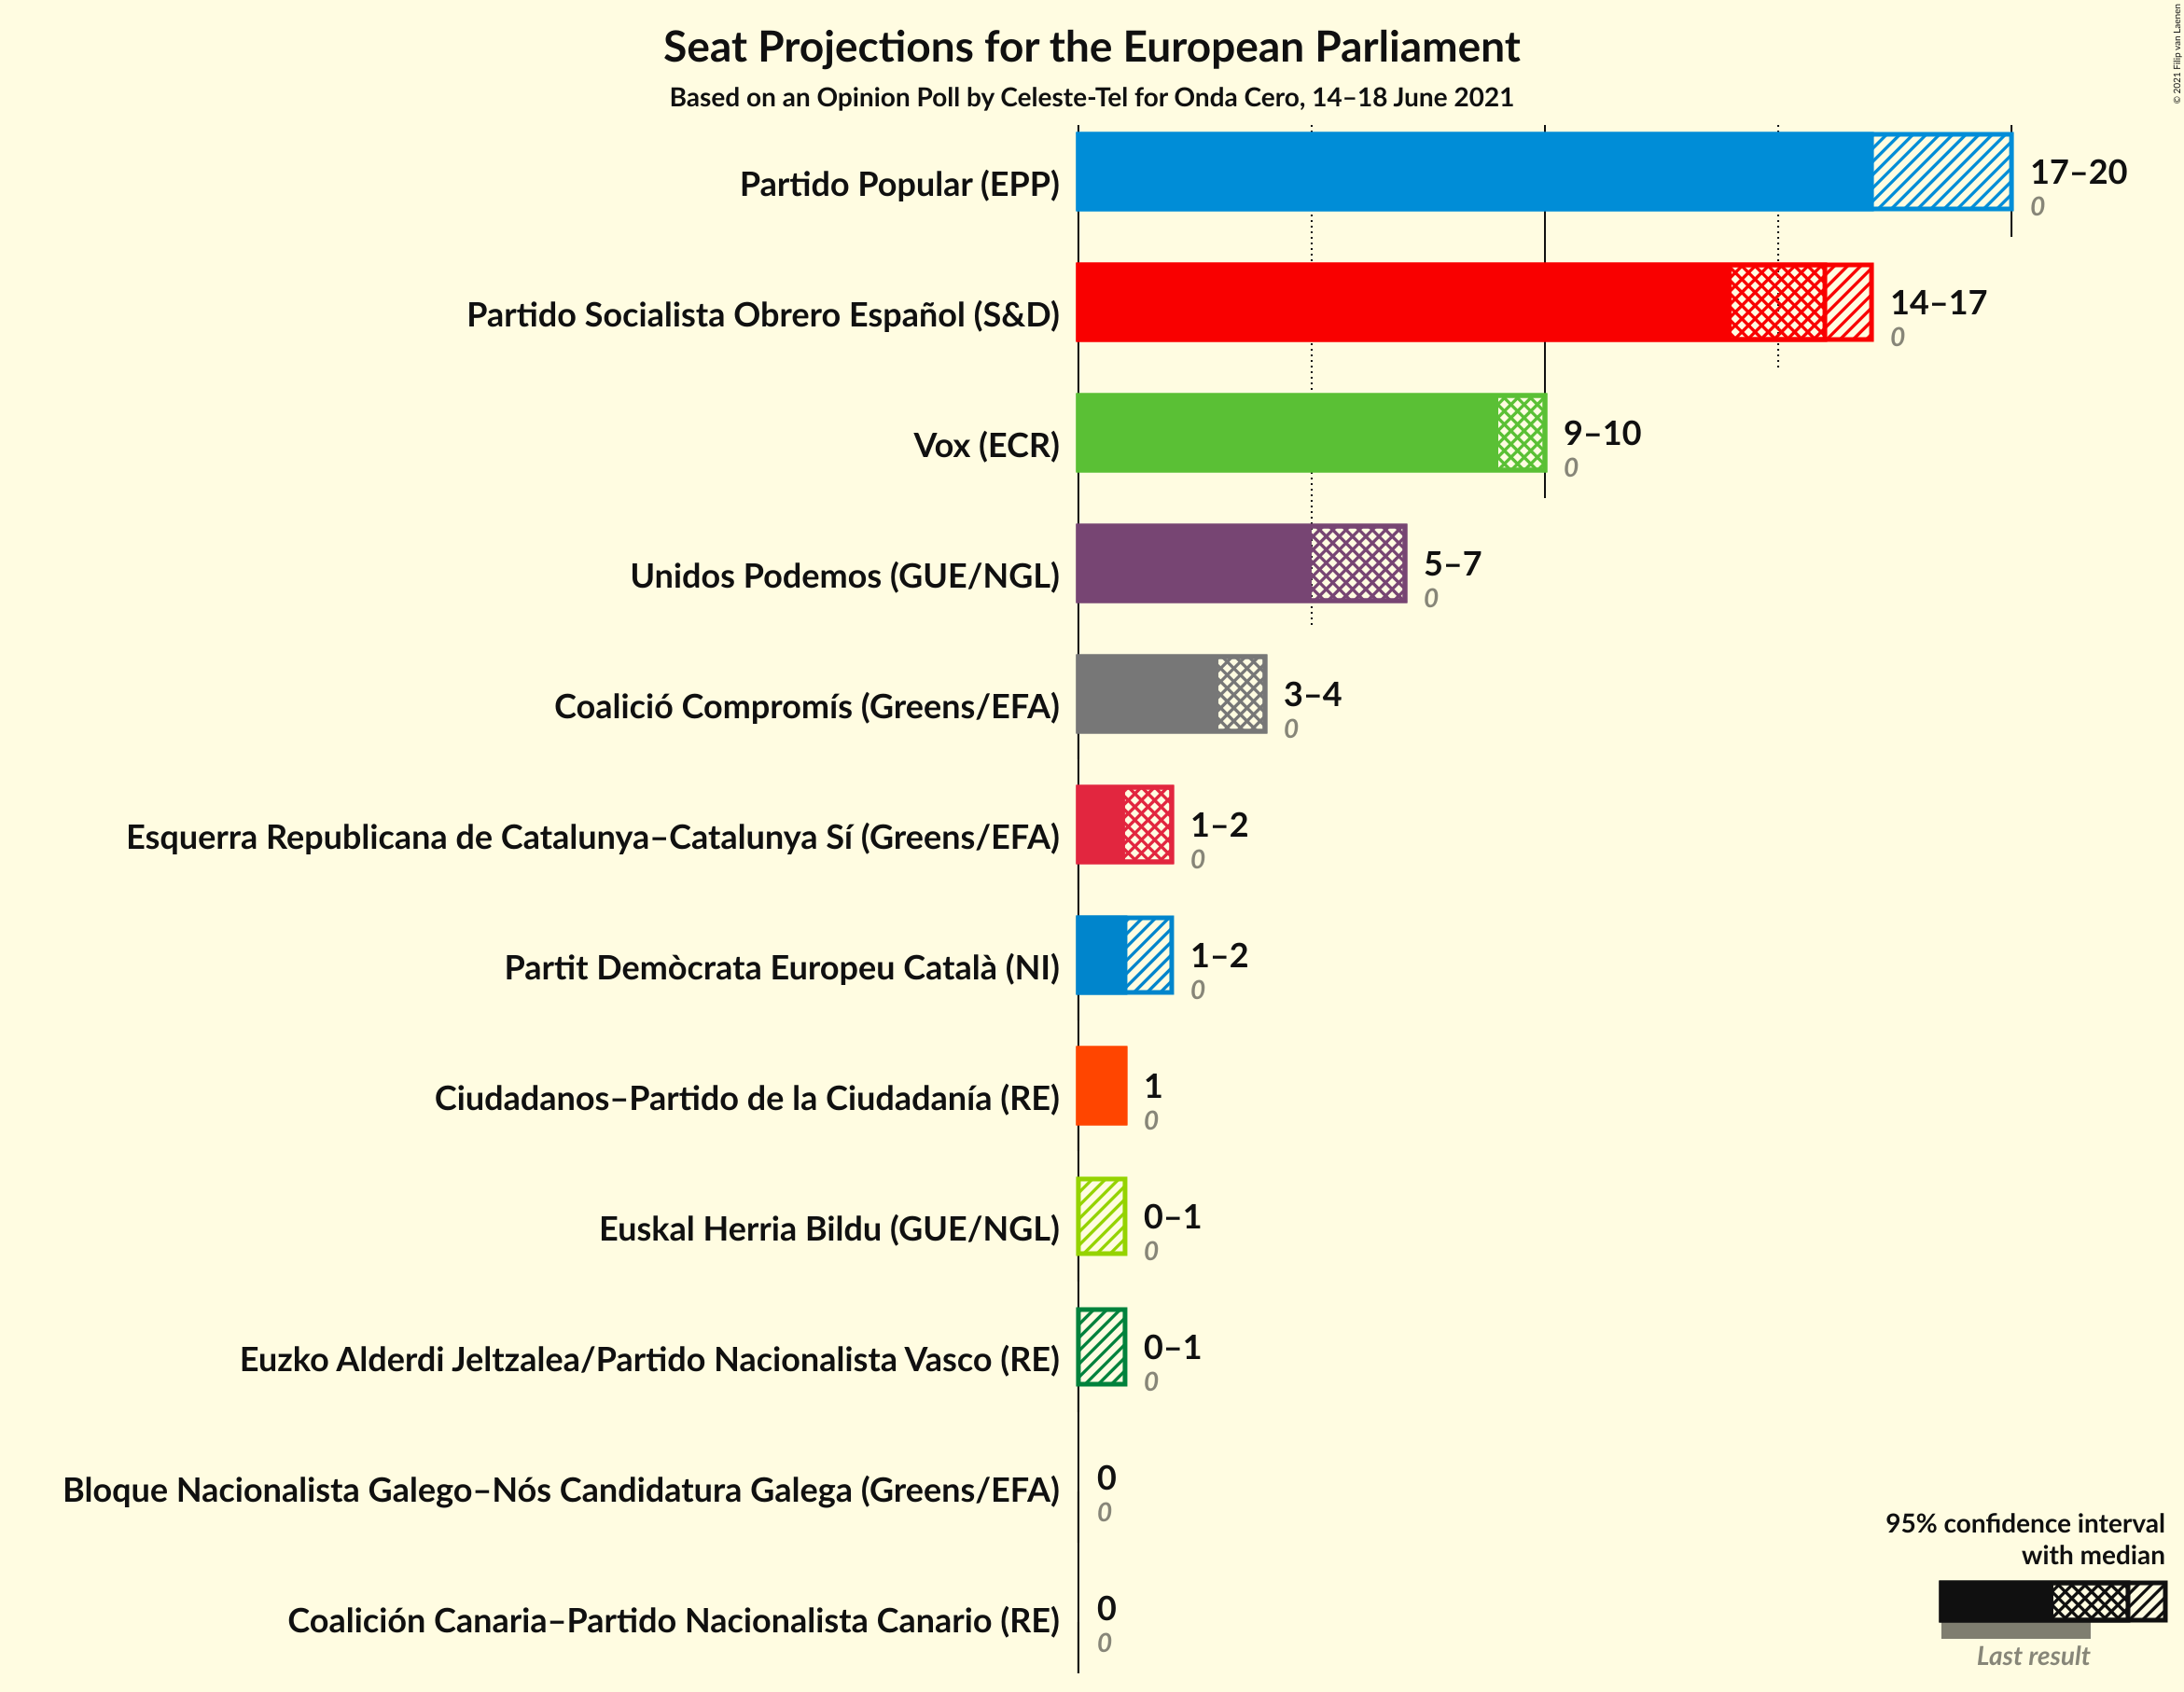 Seat Projections for the European Parliament
Based on an Opinion Poll by Celeste-Tel for Onda Cero, 14–18 June 2021
© 2021 Filip van Laenen
Partido Popular (EPP)
17–20
0
Partido Socialista Obrero Español (S&D)
14–17
0
Vox (ECR)
9–10
0
Unidos Podemos (GUE/NGL)
5–7
0
Coalició Compromís (Greens/EFA)
3–4
0
Esquerra Republicana de Catalunya–Catalunya Sí (Greens/EFA)
1–2
0
Partit Demòcrata Europeu Català (NI)
1–2
0
Ciudadanos–Partido de la Ciudadanía (RE)
1
0
Euskal Herria Bildu (GUE/NGL)
0–1
0
Euzko Alderdi Jeltzalea/Partido Nacionalista Vasco (RE)
0–1
0
Bloque Nacionalista Galego–Nós Candidatura Galega (Greens/EFA)
0
0
Coalición Canaria–Partido Nacionalista Canario (RE)
0
0
95% confidence interval
with median
Last result